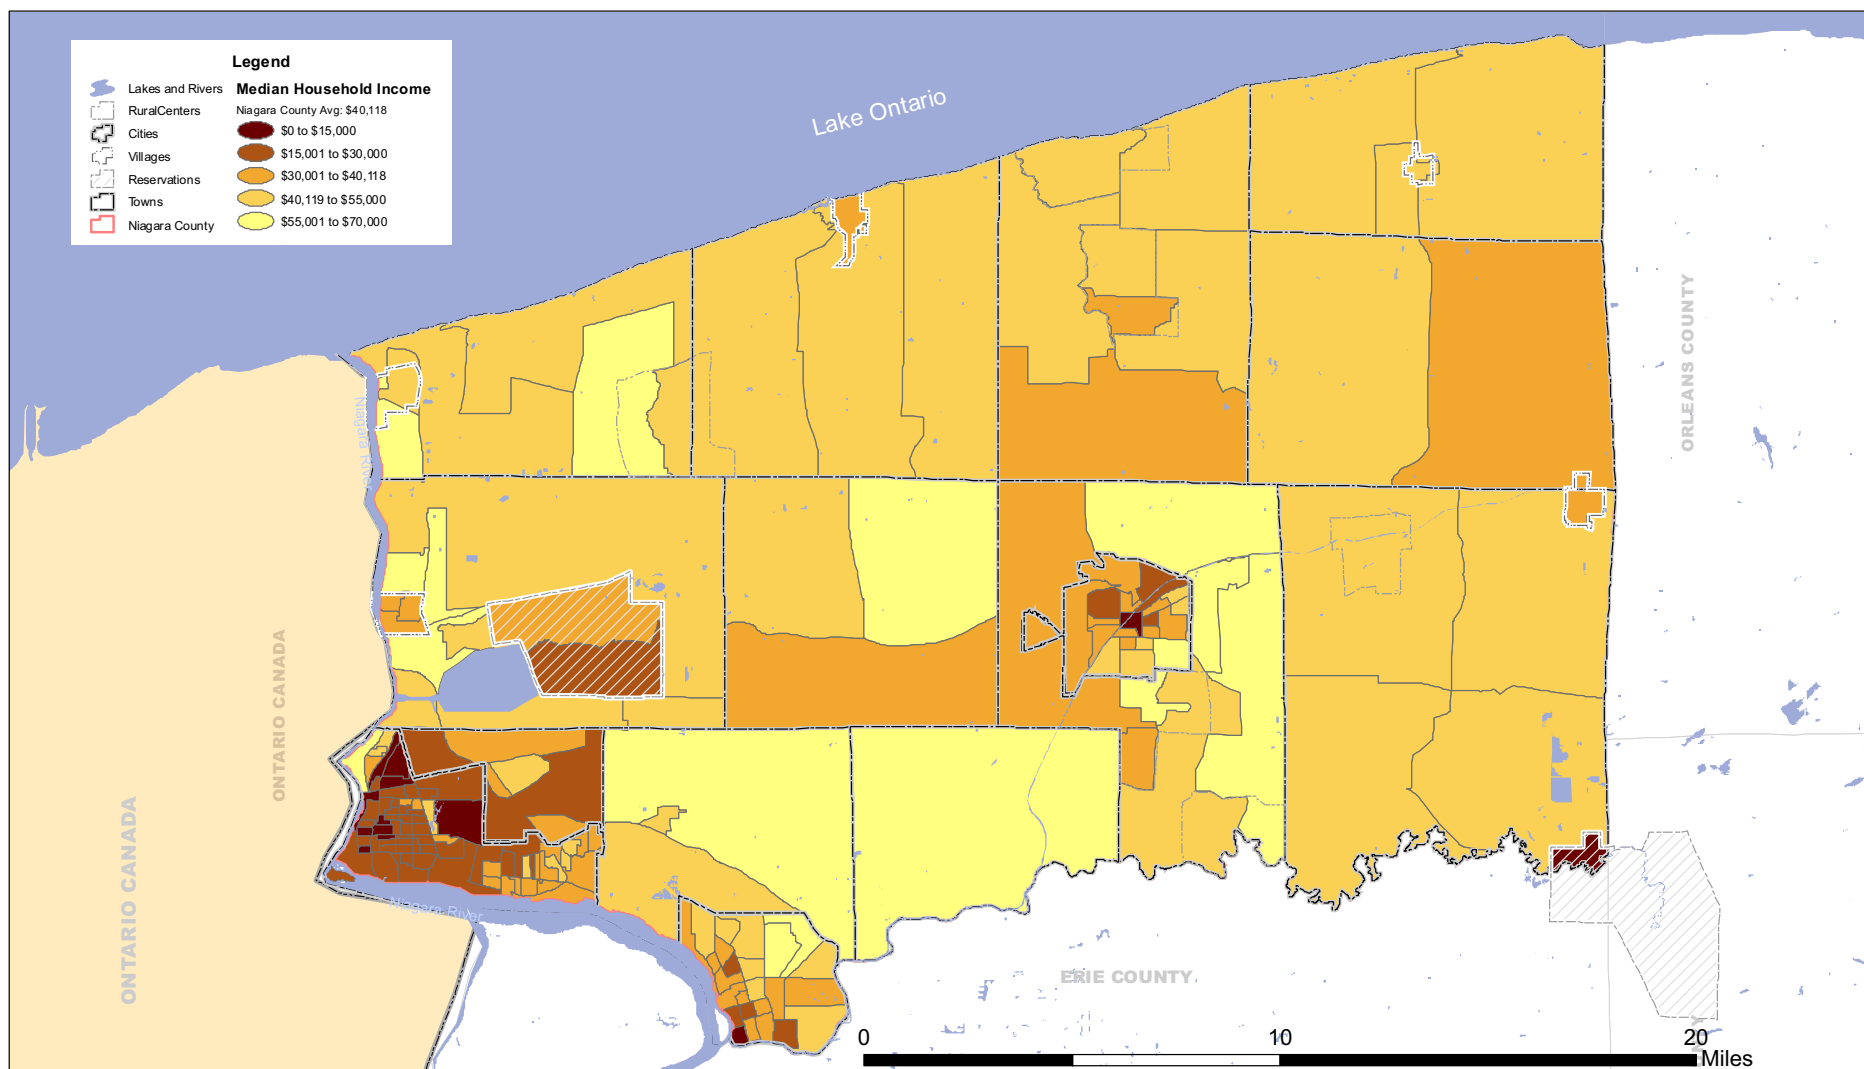 Legend
Lakes and Rivers
RuralCenters
Cities
Villages
Reservations
Towns
Niagara County
Median Household Income
Niagara County Avg: $40,118
$0 to $15,000
$15,001 to $30,000
$30,001 to $40,118
$40,119 to $55,000
$55,001 to $70,000
Lake Ontario
Niagara River
ORLEANS COUNTY
ONTARIO CANADA
ONTARIO CANADA
Niagara River
ERIE COUNTY
0
10
20
Miles